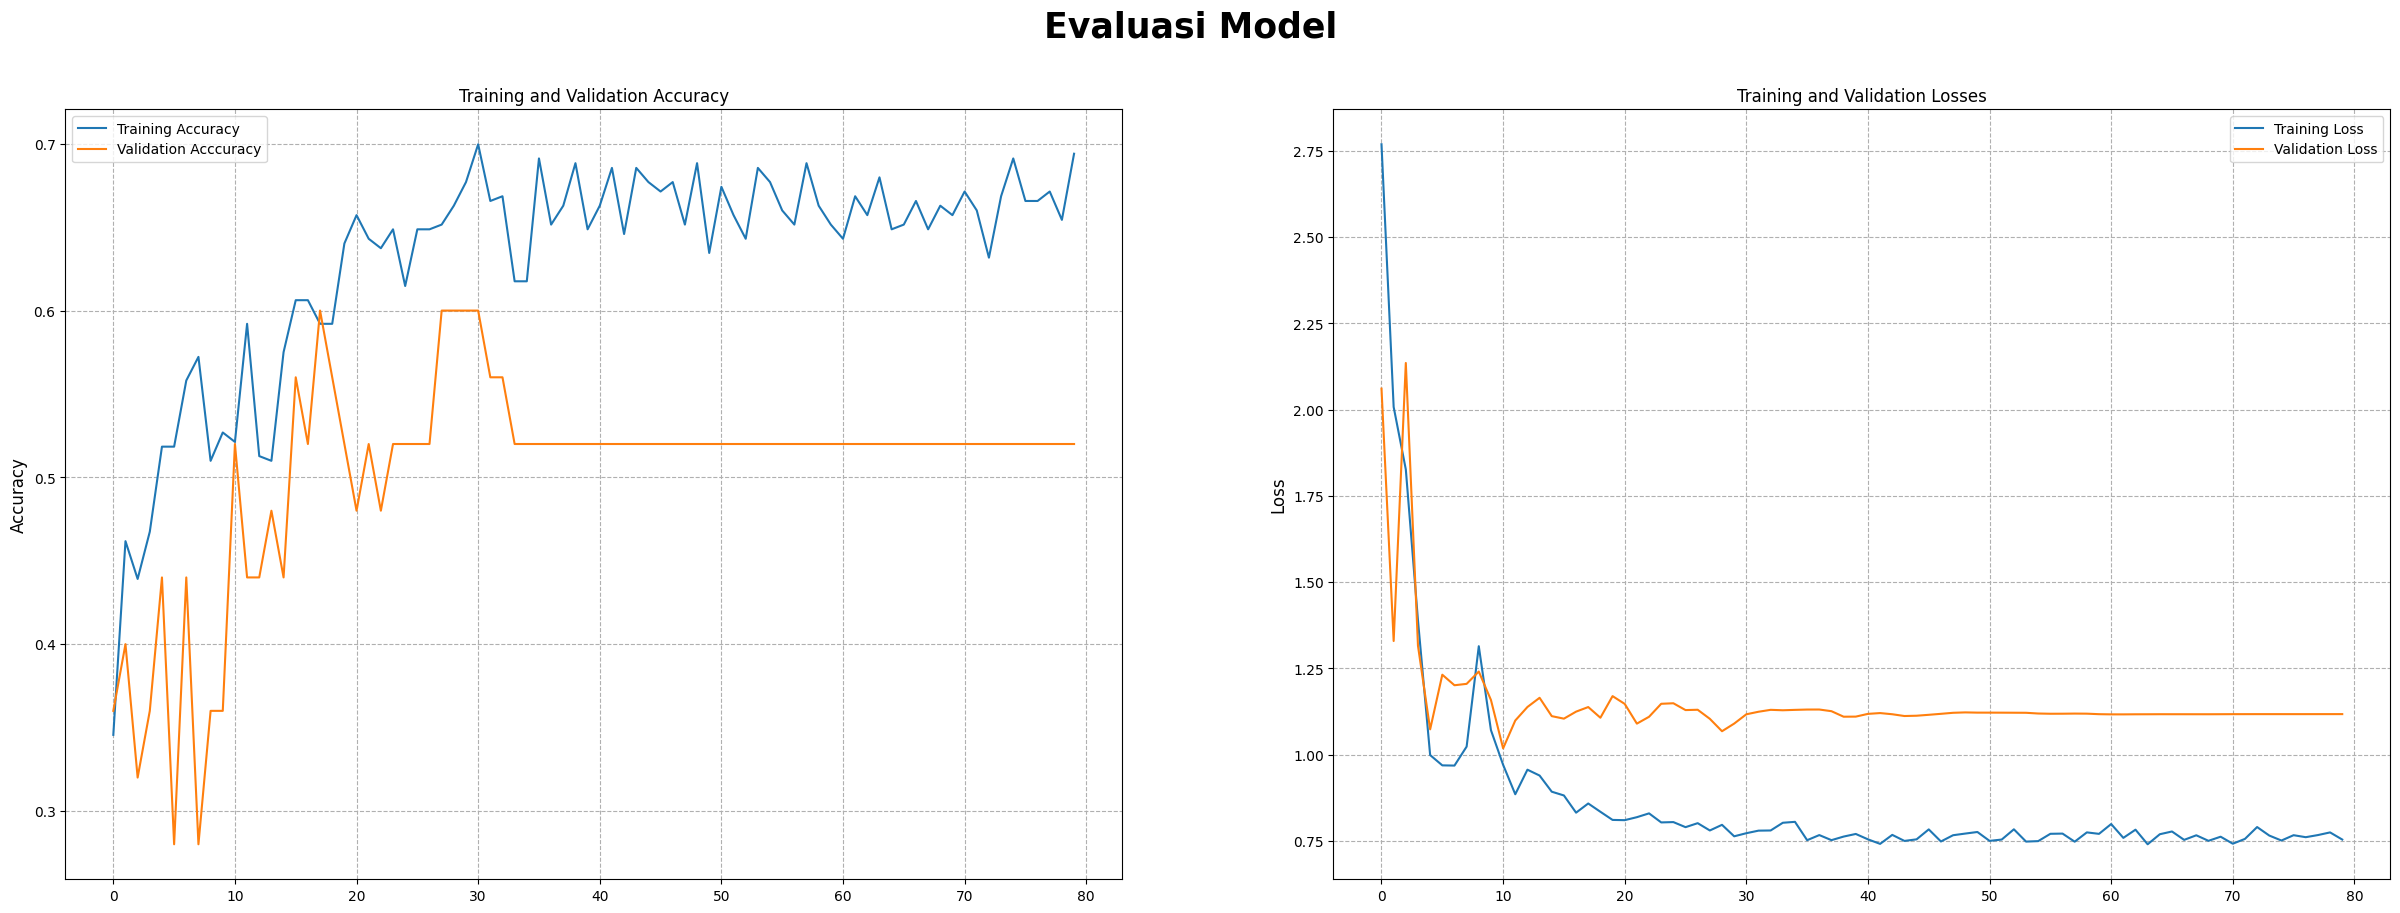 Evaluasi Model
Training and Validation Accuracy
Training Accuracy
Validation Acccuracy
Accuracy
0.7
0.6
0.5
0.4
0.3
0 10 20 30 40 50 60 70 80
Training and Validation Losses
Training Loss
Validation Loss
Loss
2.75
2.50
2.25
2.00
1.75
1.50
1.25
1.00
0.75
0 10 20 30 40 50 60 70 80